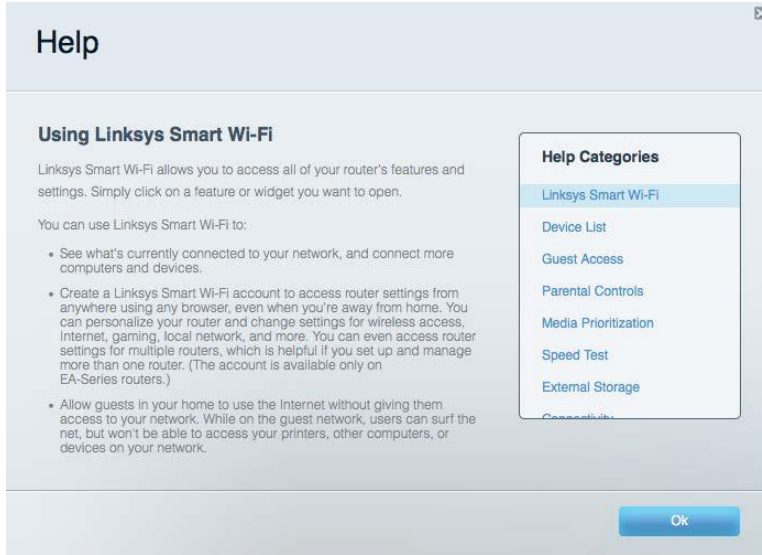 Help
Using Linksys Smart Wi-Fi
Linksys Smart Wi-Fi allows you to access all of your router's features and
settings. Simply click on a feature or widget you want to open.
You can use Linksys Smart Wi-Fi to:
• See what's currently connected to your network, and connect more
computers and devices.
• Create a Linksys Smart Wi-Fi account to access router settings from
anywhere using any browser, even when you're away from home. You
can personalize your router and change settings for wireless access,
Internet, gaming, local network, and more. You can even access router
settings for multiple routers, which is helpful if you set up and manage
more than one router. (The account is available only on
EA-Series routers.)
• Allow guests in your home to use the Internet without giving them
access to your network. While on the guest network, users can surf the
net, but won't be able to access your printers, other computers, or
devices on your network.
Help Categories
Linksys Smart Wi-Fi
Device List
Guest Access
Parental Controls
Media Prioritization
Speed Test
External Storage
Connectivity
Ok